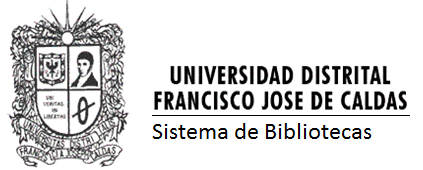 UNIVERSIDAD DISTRITAL
FRANCISCO JOSE DE CALDAS
Sistema de Bibliotecas